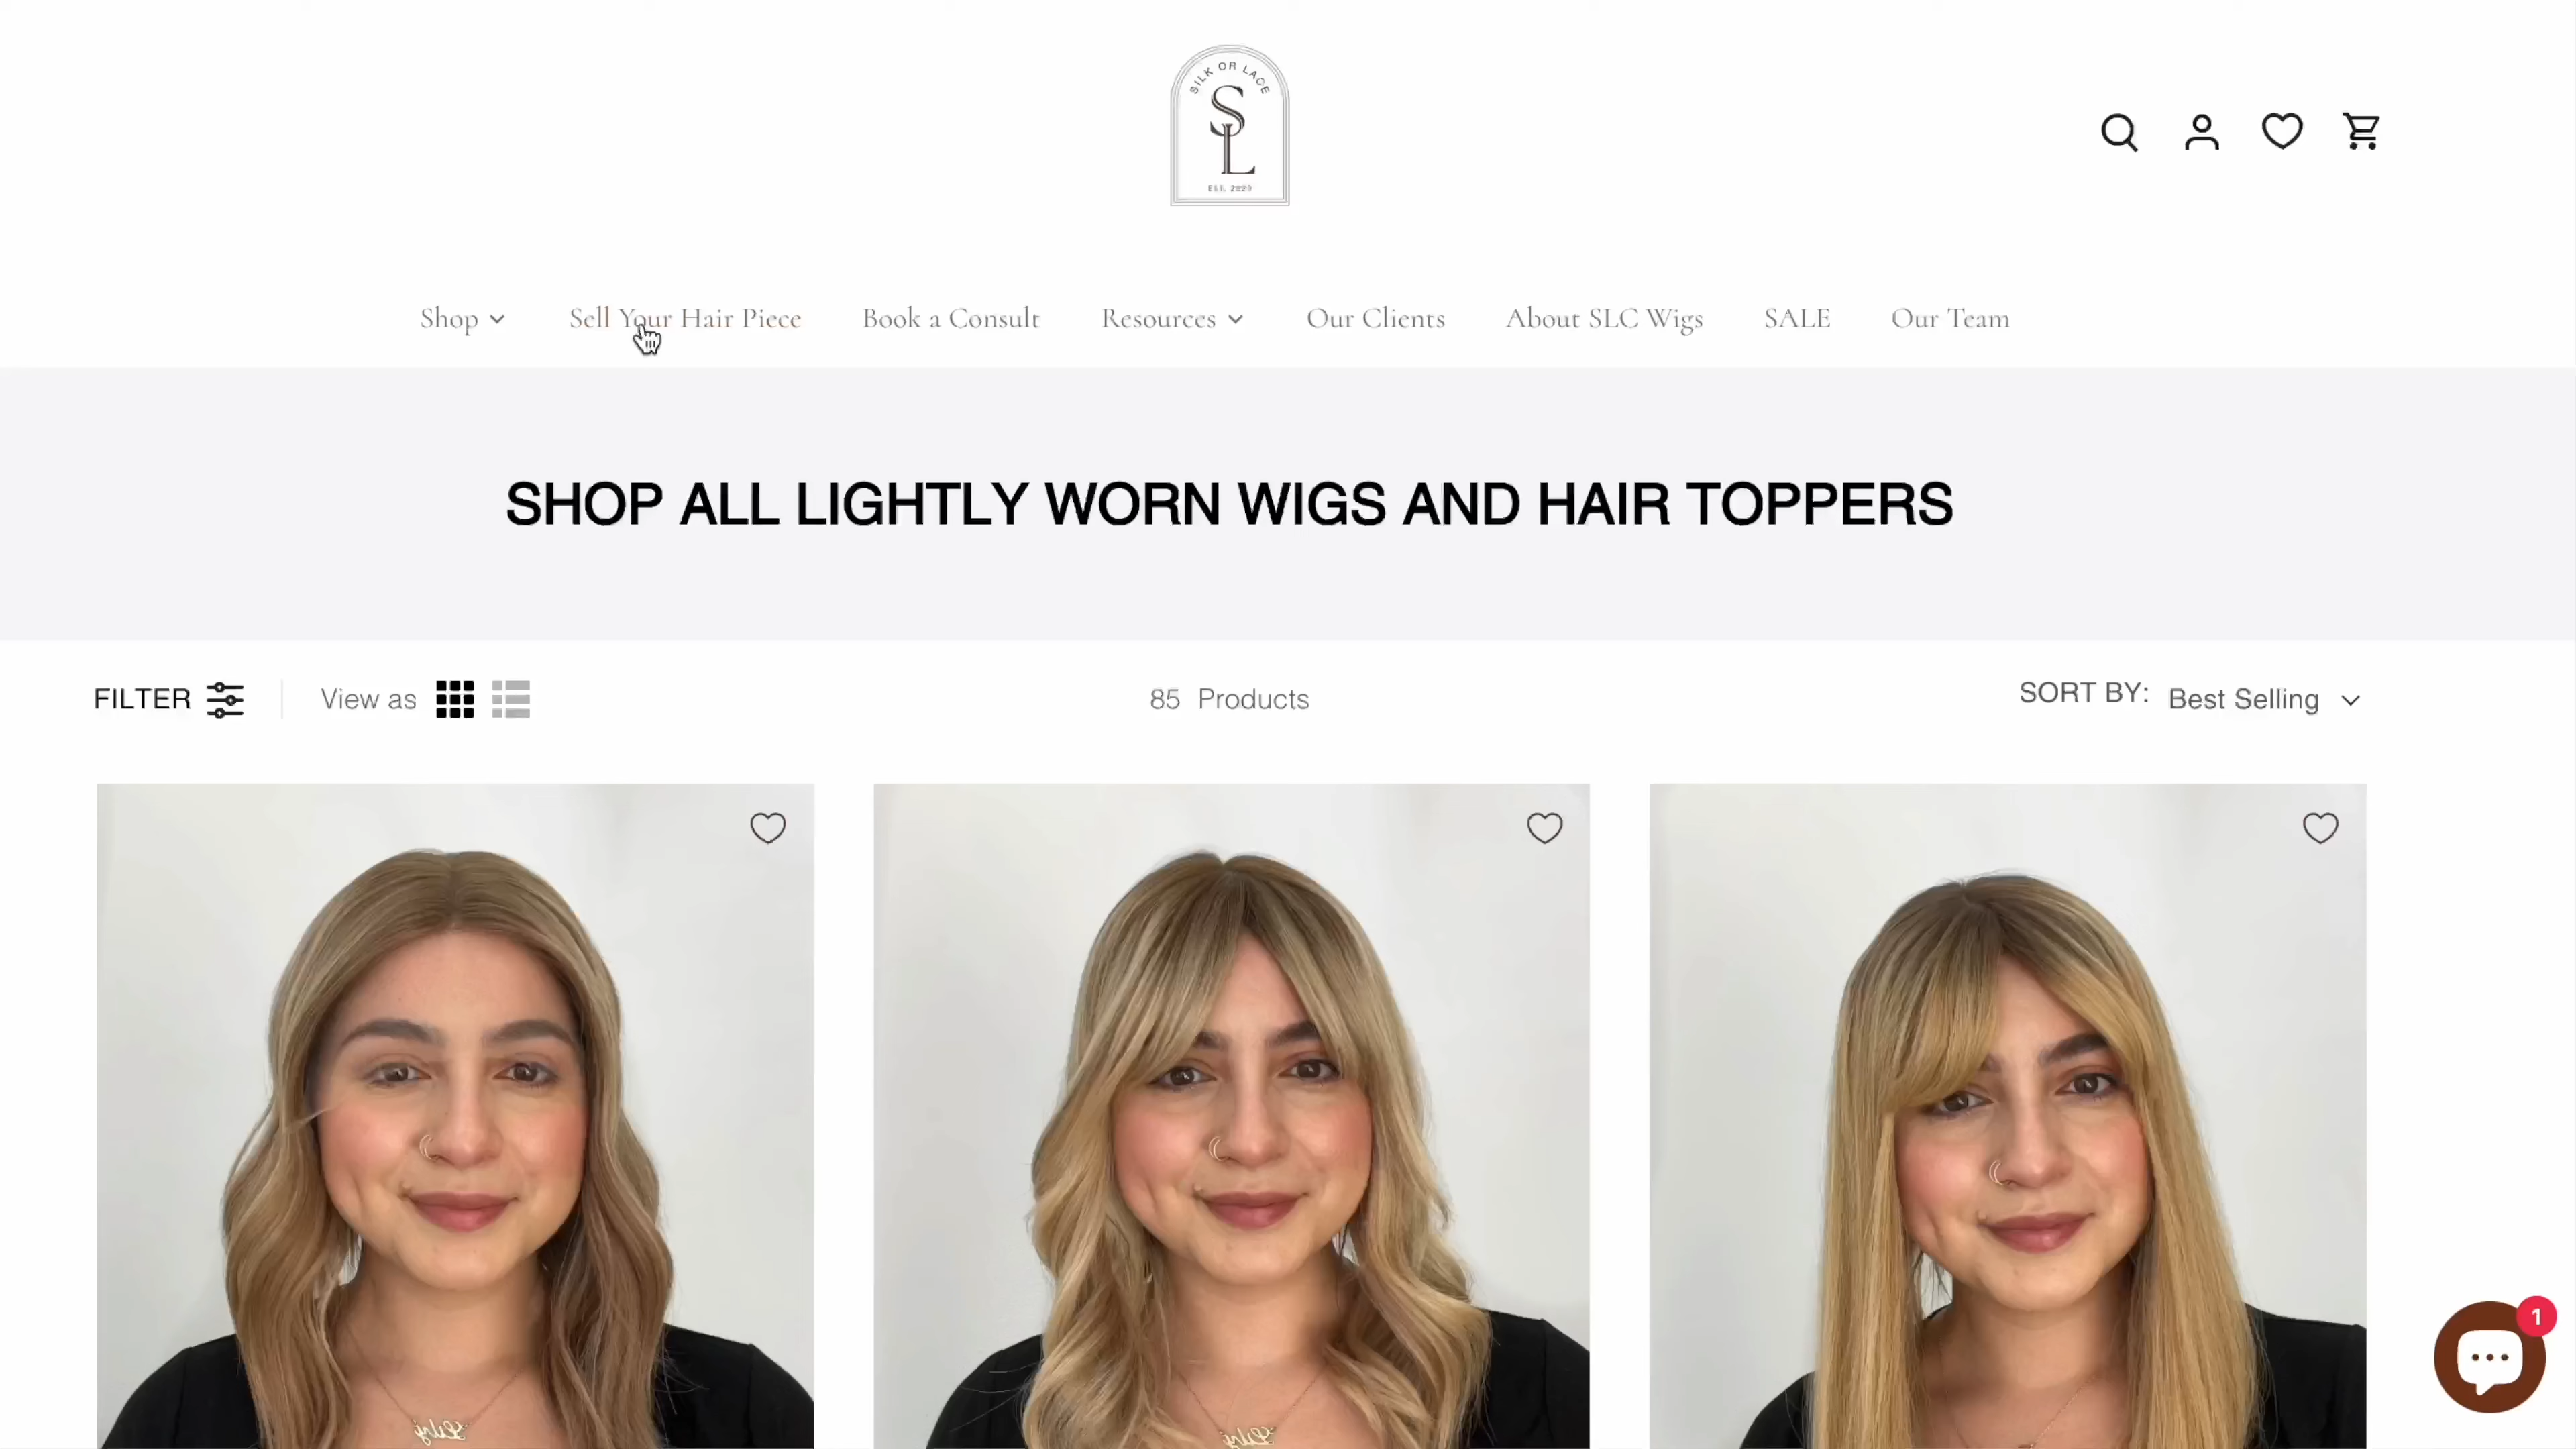 SILK OR LACE
SL
EST. 2020
Shop
Sell Your Hair Piece
Book a Consult
Resources
Our Clients
About SLC Wigs
SALE
Our Team
SHOP ALL LIGHTLY WORN WIGS AND HAIR TOPPERS
FILTER
View as
85 Products
SORT BY: Best Selling
1